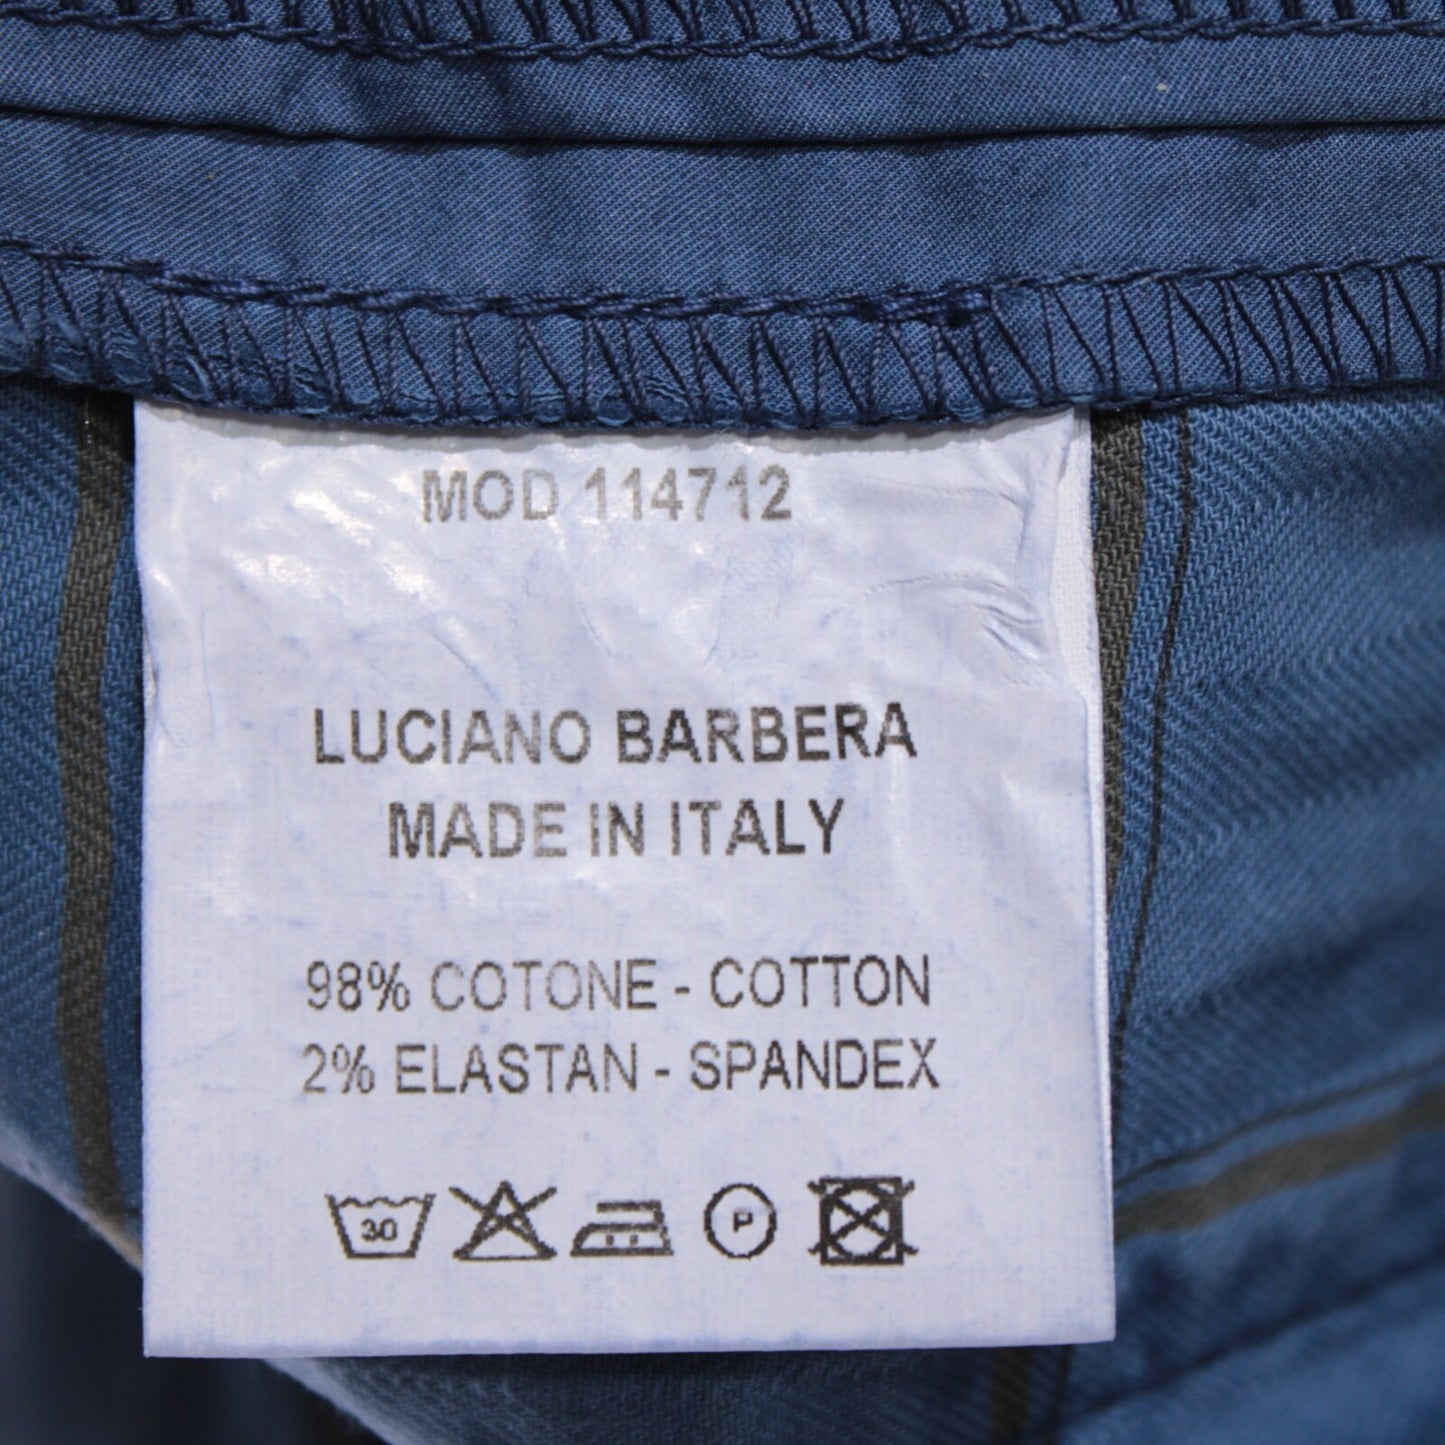 MOD 114712
LUCIANO BARBERA
MADE IN ITALY
98% COTONE - COTTON
2% ELASTAN - SPANDEX
30 P